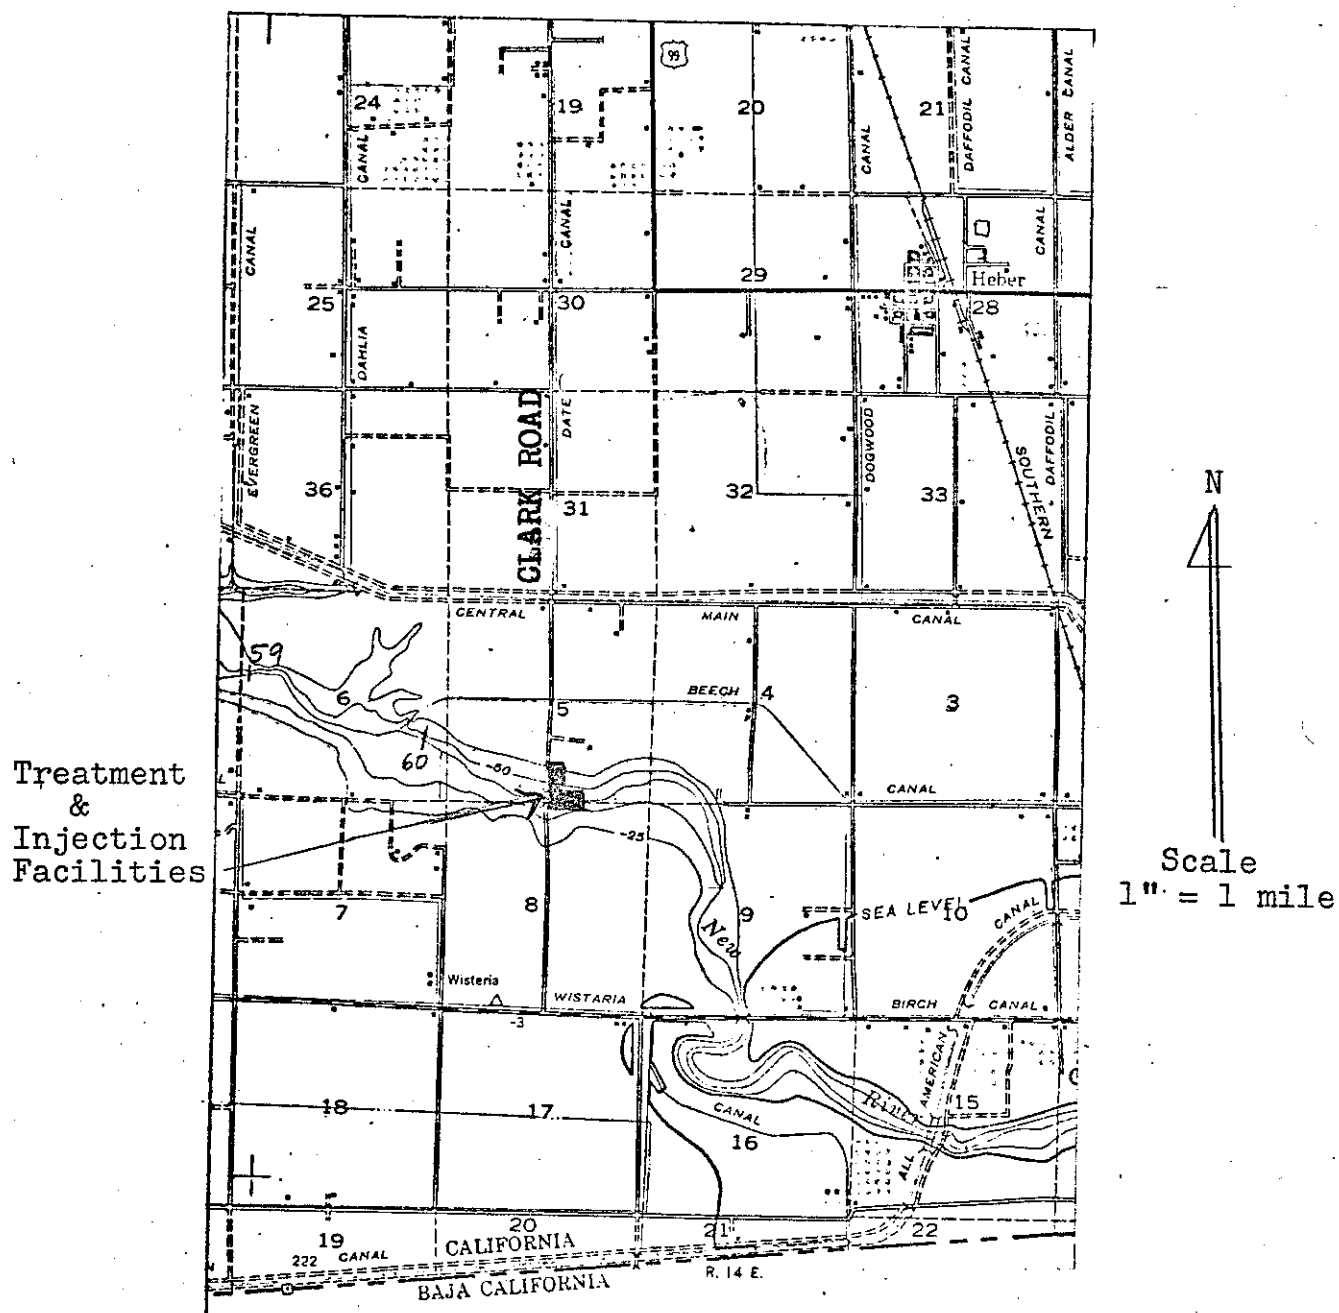 99
24
19
20
21
CANAL
CANAL
DAFFODIL CANAL
ALDER CANAL
CANAL
CANAL
CANAL
29
Heber
25
30
28
DAHLIA
CLARK ROAD
DATE
DOGWOOD
DAFFODIL
EVERGREEN
SOUTHERN
36
31
32
33
N
CENTRAL
MAIN
CANAL
59
6
BEECH
4
3
5
60
-50
Treatment
&
Injection
Facilities
CANAL
-25
Scale
1" = 1 mile
7
8
9
SEA LEVEL
10
CANAL
New
Wisteria
WISTARIA
BIRCH
CANAL
-3
AMERICAN
18
17
CANAL
River
15
16
ALL
19
20
21
22
222
CANAL
CALIFORNIA
BAJA CALIFORNIA
R. 14 E.